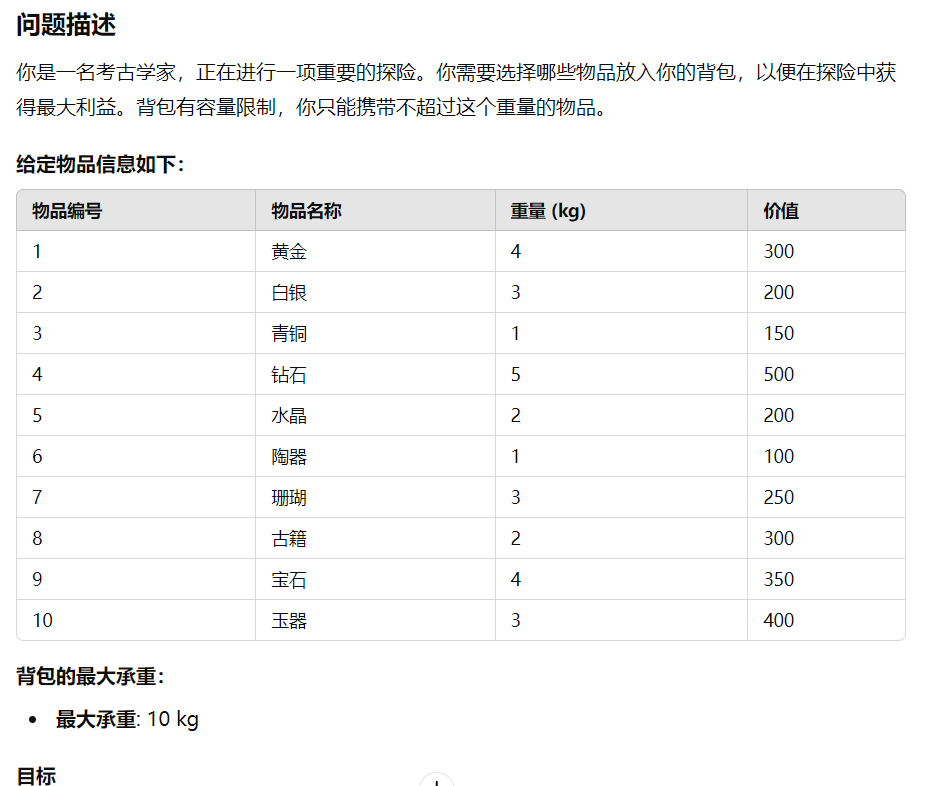 问题描述
你是一名考古学家，正在进行一项重要的探险。你需要选择哪些物品放入你的背包，以便在探险中获
得最大利益。背包有容量限制，你只能携带不超过这个重量的物品。
给定物品信息如下：
物品编号 物品名称 重量 (kg) 价值
1 黄金 4 300
2 白银 3 200
3 青铜 1 150
4 钻石 5 500
5 水晶 2 200
6 陶器 1 100
7 珊瑚 3 250
8 古籍 2 300
9 宝石 4 350
10 玉器 3 400
背包的最大承重：
• 最大承重: 10 kg
目标